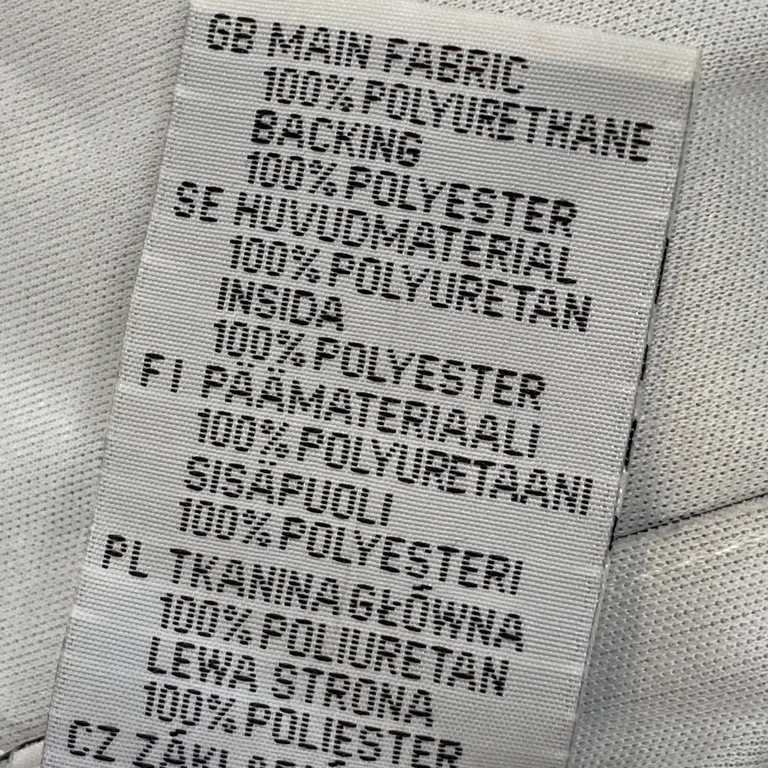 GB MAIN FABRIC
100% POLYURETHANE
BACKING
100% POLYESTER
SE HUVUDMATERIAL
100% POLYURETAN
INSIDA
100% POLYESTER
FI PÄÄMATERIAALI
100% POLYURETAANI
SISÄPUOLI
100% POLYESTERI
PL TKANINA GŁÓWNA
100% POLIURETAN
LEWA STRONA
100% POLIESTER
CZ